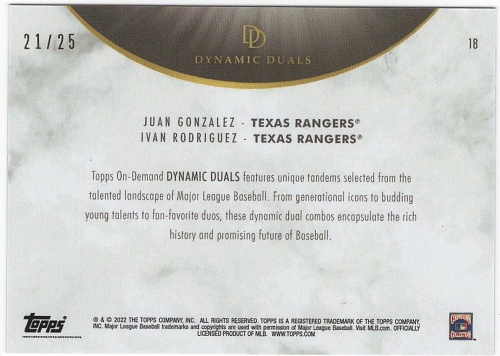 21/25
DD
DYNAMIC DUALS
18
JUAN GONZALEZ - TEXAS RANGERS®
IVAN RODRIGUEZ - TEXAS RANGERS®
Topps On-Demand DYNAMIC DUALS features unique tandems selected from the
talented landscape of Major League Baseball. From generational icons to budding
young talents to fan-favorite duos, these dynamic dual combos encapsulate the rich
history and promising future of Baseball.
Topps
® & © 2022 THE TOPPS COMPANY, INC. ALL RIGHTS RESERVED. TOPPS IS A REGISTERED TRADEMARK OF THE TOPPS COMPANY,
INC. Major League Baseball trademarks and copyrights are used with permission of Major League Baseball. Visit MLB.com. OFFICIALLY
LICENSED PRODUCT OF MLB. WWW.TOPPS.COM